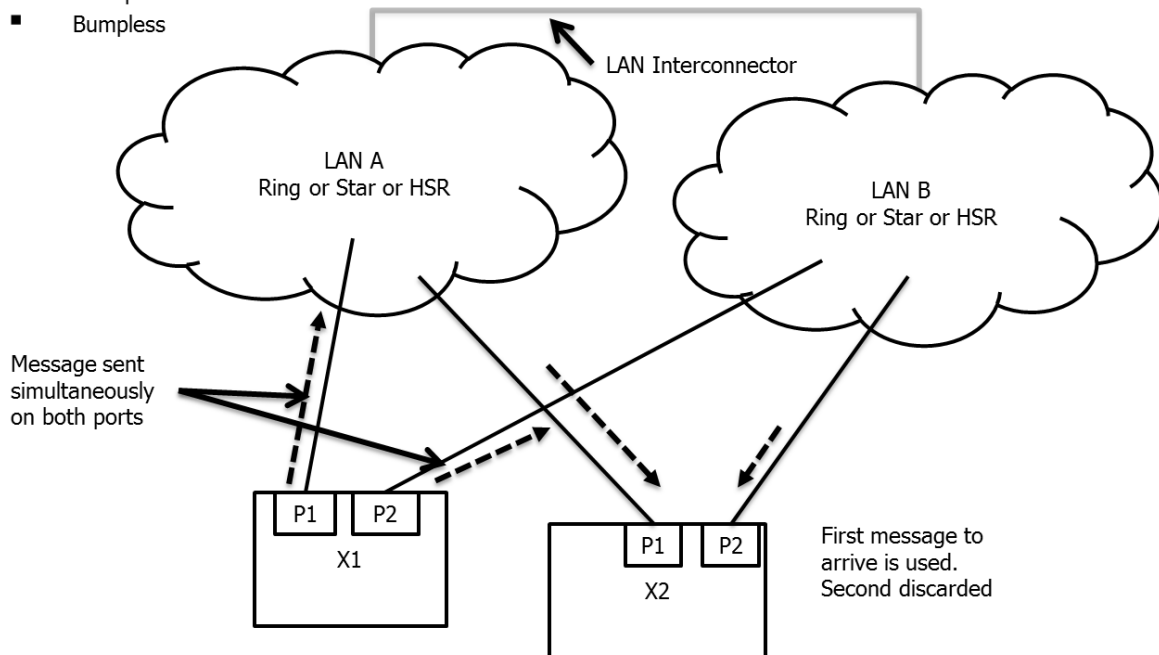 Bumpless
LAN Interconnector
LAN A
Ring or Star or HSR
LAN B
Ring or Star or HSR
Message sent
simultaneously
on both ports
P1
P2
X1
P1
P2
X2
First message to
arrive is used.
Second discarded